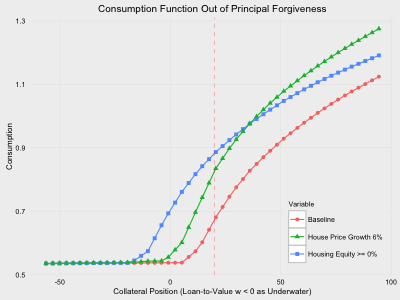 Consumption Function Out of Principal Forgiveness
1.3
1.1
0.9
0.7
0.5
Consumption
-50
0
50
100
Collateral Position (Loan-to-Value w < 0 as Underwater)
Variable
Baseline
House Price Growth 6%
Housing Equity >= 0%